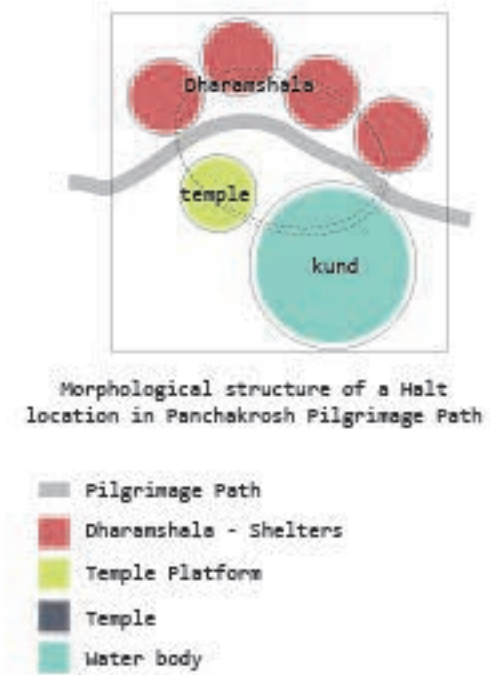 Dharamshala
temple
kund
Morphological structure of a Halt
location in Panchakrosh Pilgrimage Path
Pilgrimage Path
Dharamshala - Shelters
Temple Platform
Temple
Water body